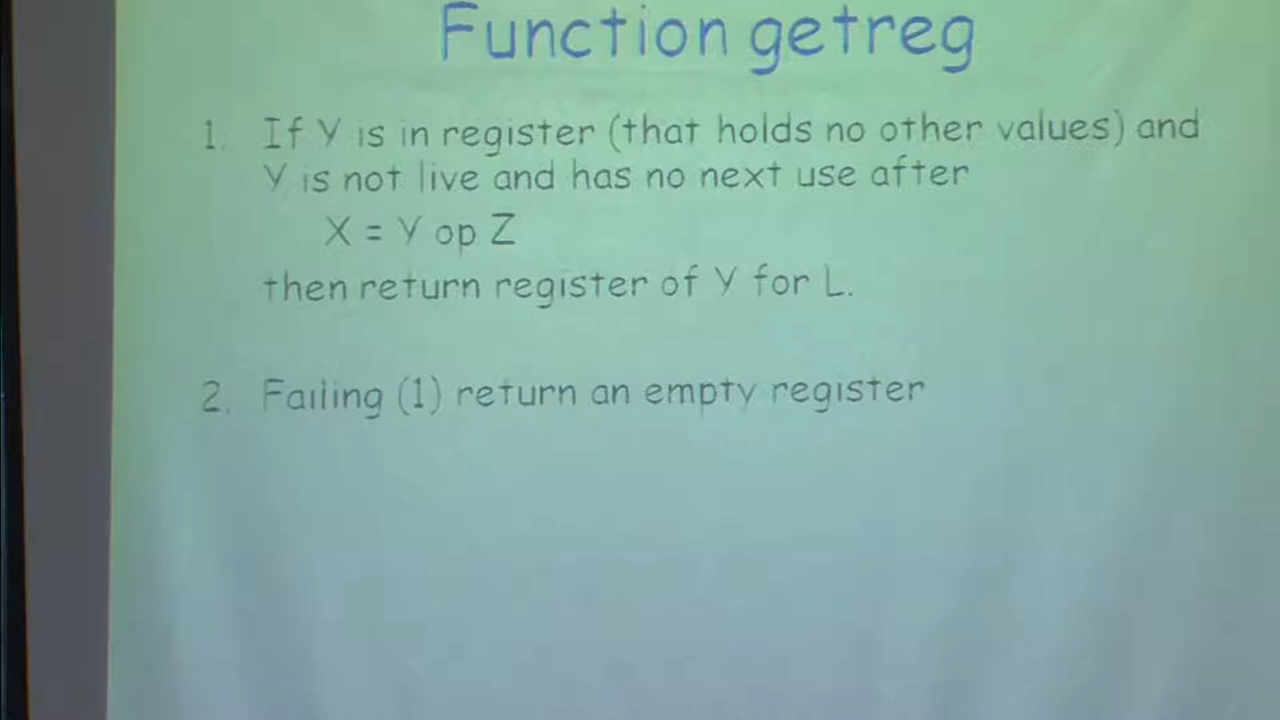 Function getreg
1. If Y is in register (that holds no other values) and
Y is not live and has no next use after
X = Y op Z
then return register of Y for L.
2. Failing (1) return an empty register